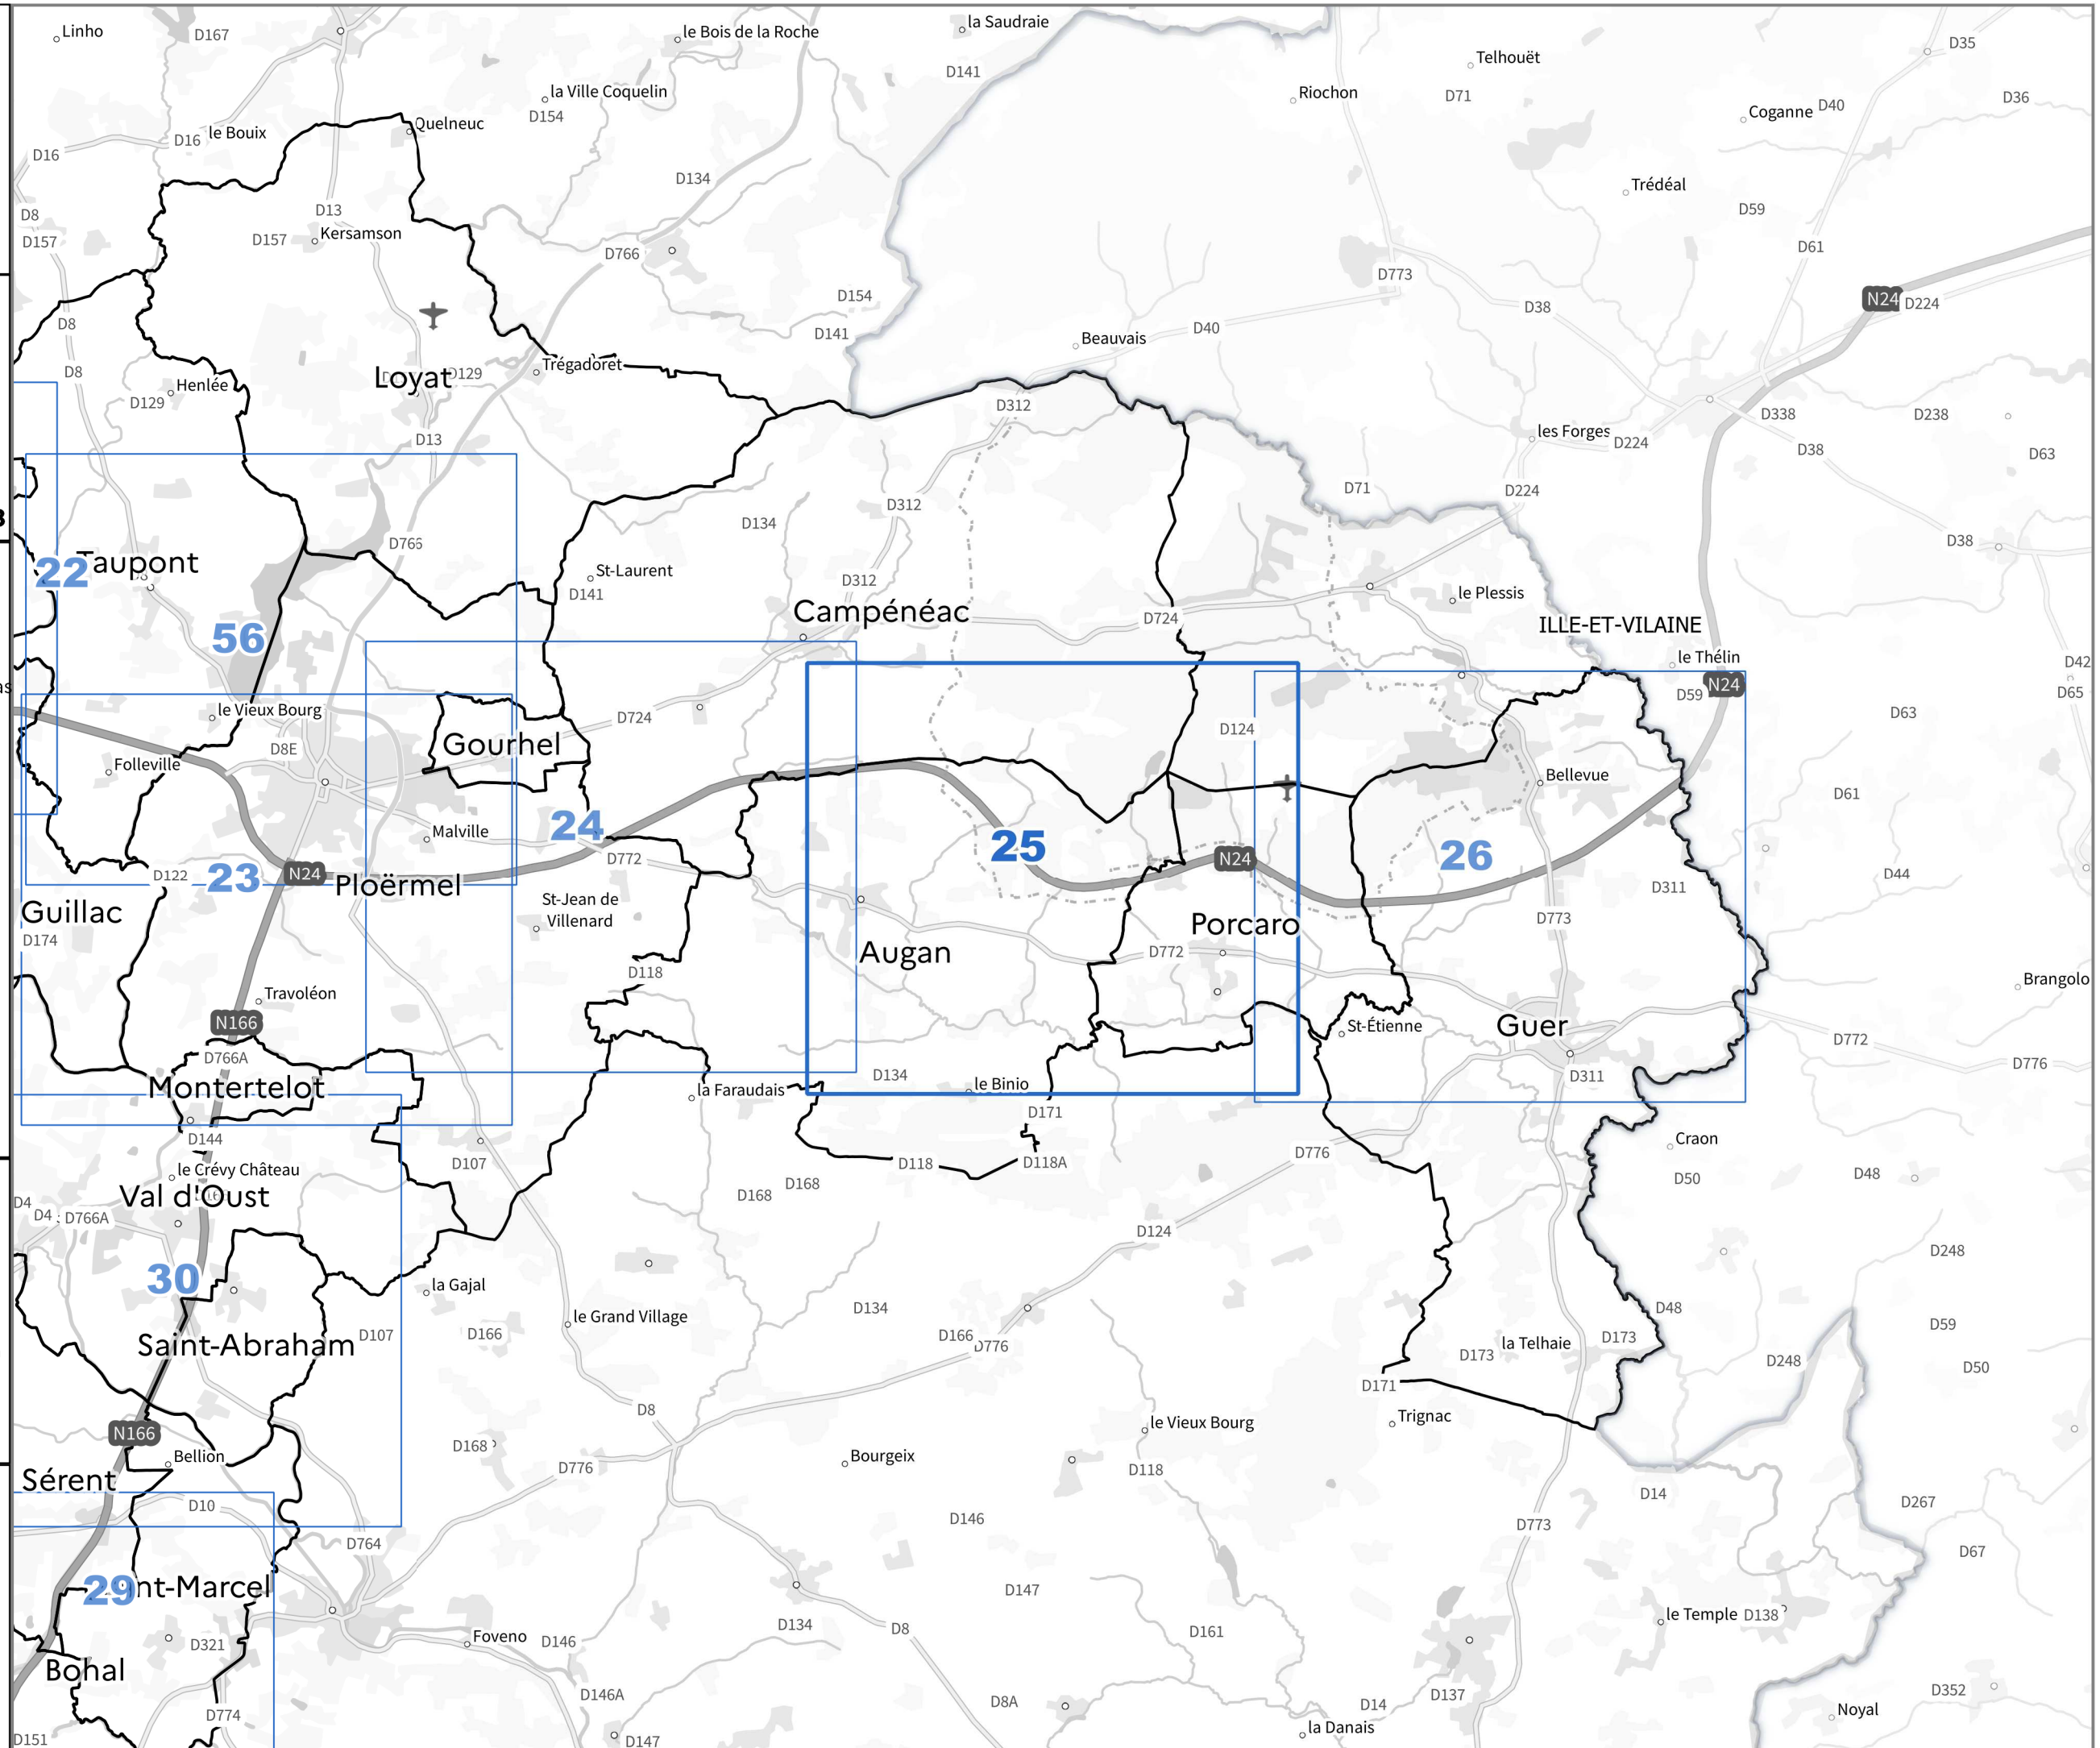 Linho
D167
le Bois de la Roche
la Saudraie
D35
Telhouët
D141
la Ville Coquelin
Riochon
D71
D36
D154
Coganne D40
Quelneuc
D16 le Bouix
D16
D134
Trédéal
D8
D13
D59
D157
D157
Kersamson
D766
D61
D773
D154
N24 D224
D38
D8
D141
D40
Beauvais
D8
Trégadoret
Henlée
Loyat
D129
D129
D312
D338
D238
D13
les Forges
D224
D38
D63
D71
D224
D312
D134
D766
D38
22
Taupont
St-Laurent
D312
D141
le Plessis
Campénéac
D724
ILLE-ET-VILAINE
56
le Thélin
D42
N24
D59
D65
le Vieux Bourg
D724
D63
D124
D8E
Gourhel
Folleville
Bellevue
D61
24
Malville
25
26
D772
N24
D122
23
N24
Ploërmel
D44
D311
St-Jean de
Villenard
Guillac
D773
D174
Porcaro
Augan
D772
D118
Brangolo
Travoléon
N166
St-Étienne
Guer
D772
D766A
D776
D134
D311
Montertelot
la Faraudais
le Binio
D171
D144
Craon
D776
D107
D118
D118A
le Crévy Château
D50
D48
Val d'Oust
D168
D168
D4
D4
D766A
D124
D248
30
la Gajal
D134
D48
le Grand Village
D59
D107
D166
D166
D776
Saint-Abraham
D173
la Telhaie
D173
D248
D50
D171
D8
Trignac
le Vieux Bourg
N166
D168
Bellion
Bourgeix
D776
D118
Sérent
D14
D10
D267
D146
D773
D764
D67
29
nt-Marcel
D147
le Temple D138
D134
D8
D161
Foveno
D146
D321
Bohal
D146A
D8A
D137
D14
D352
D774
Noyal
la Danais
D151
D147